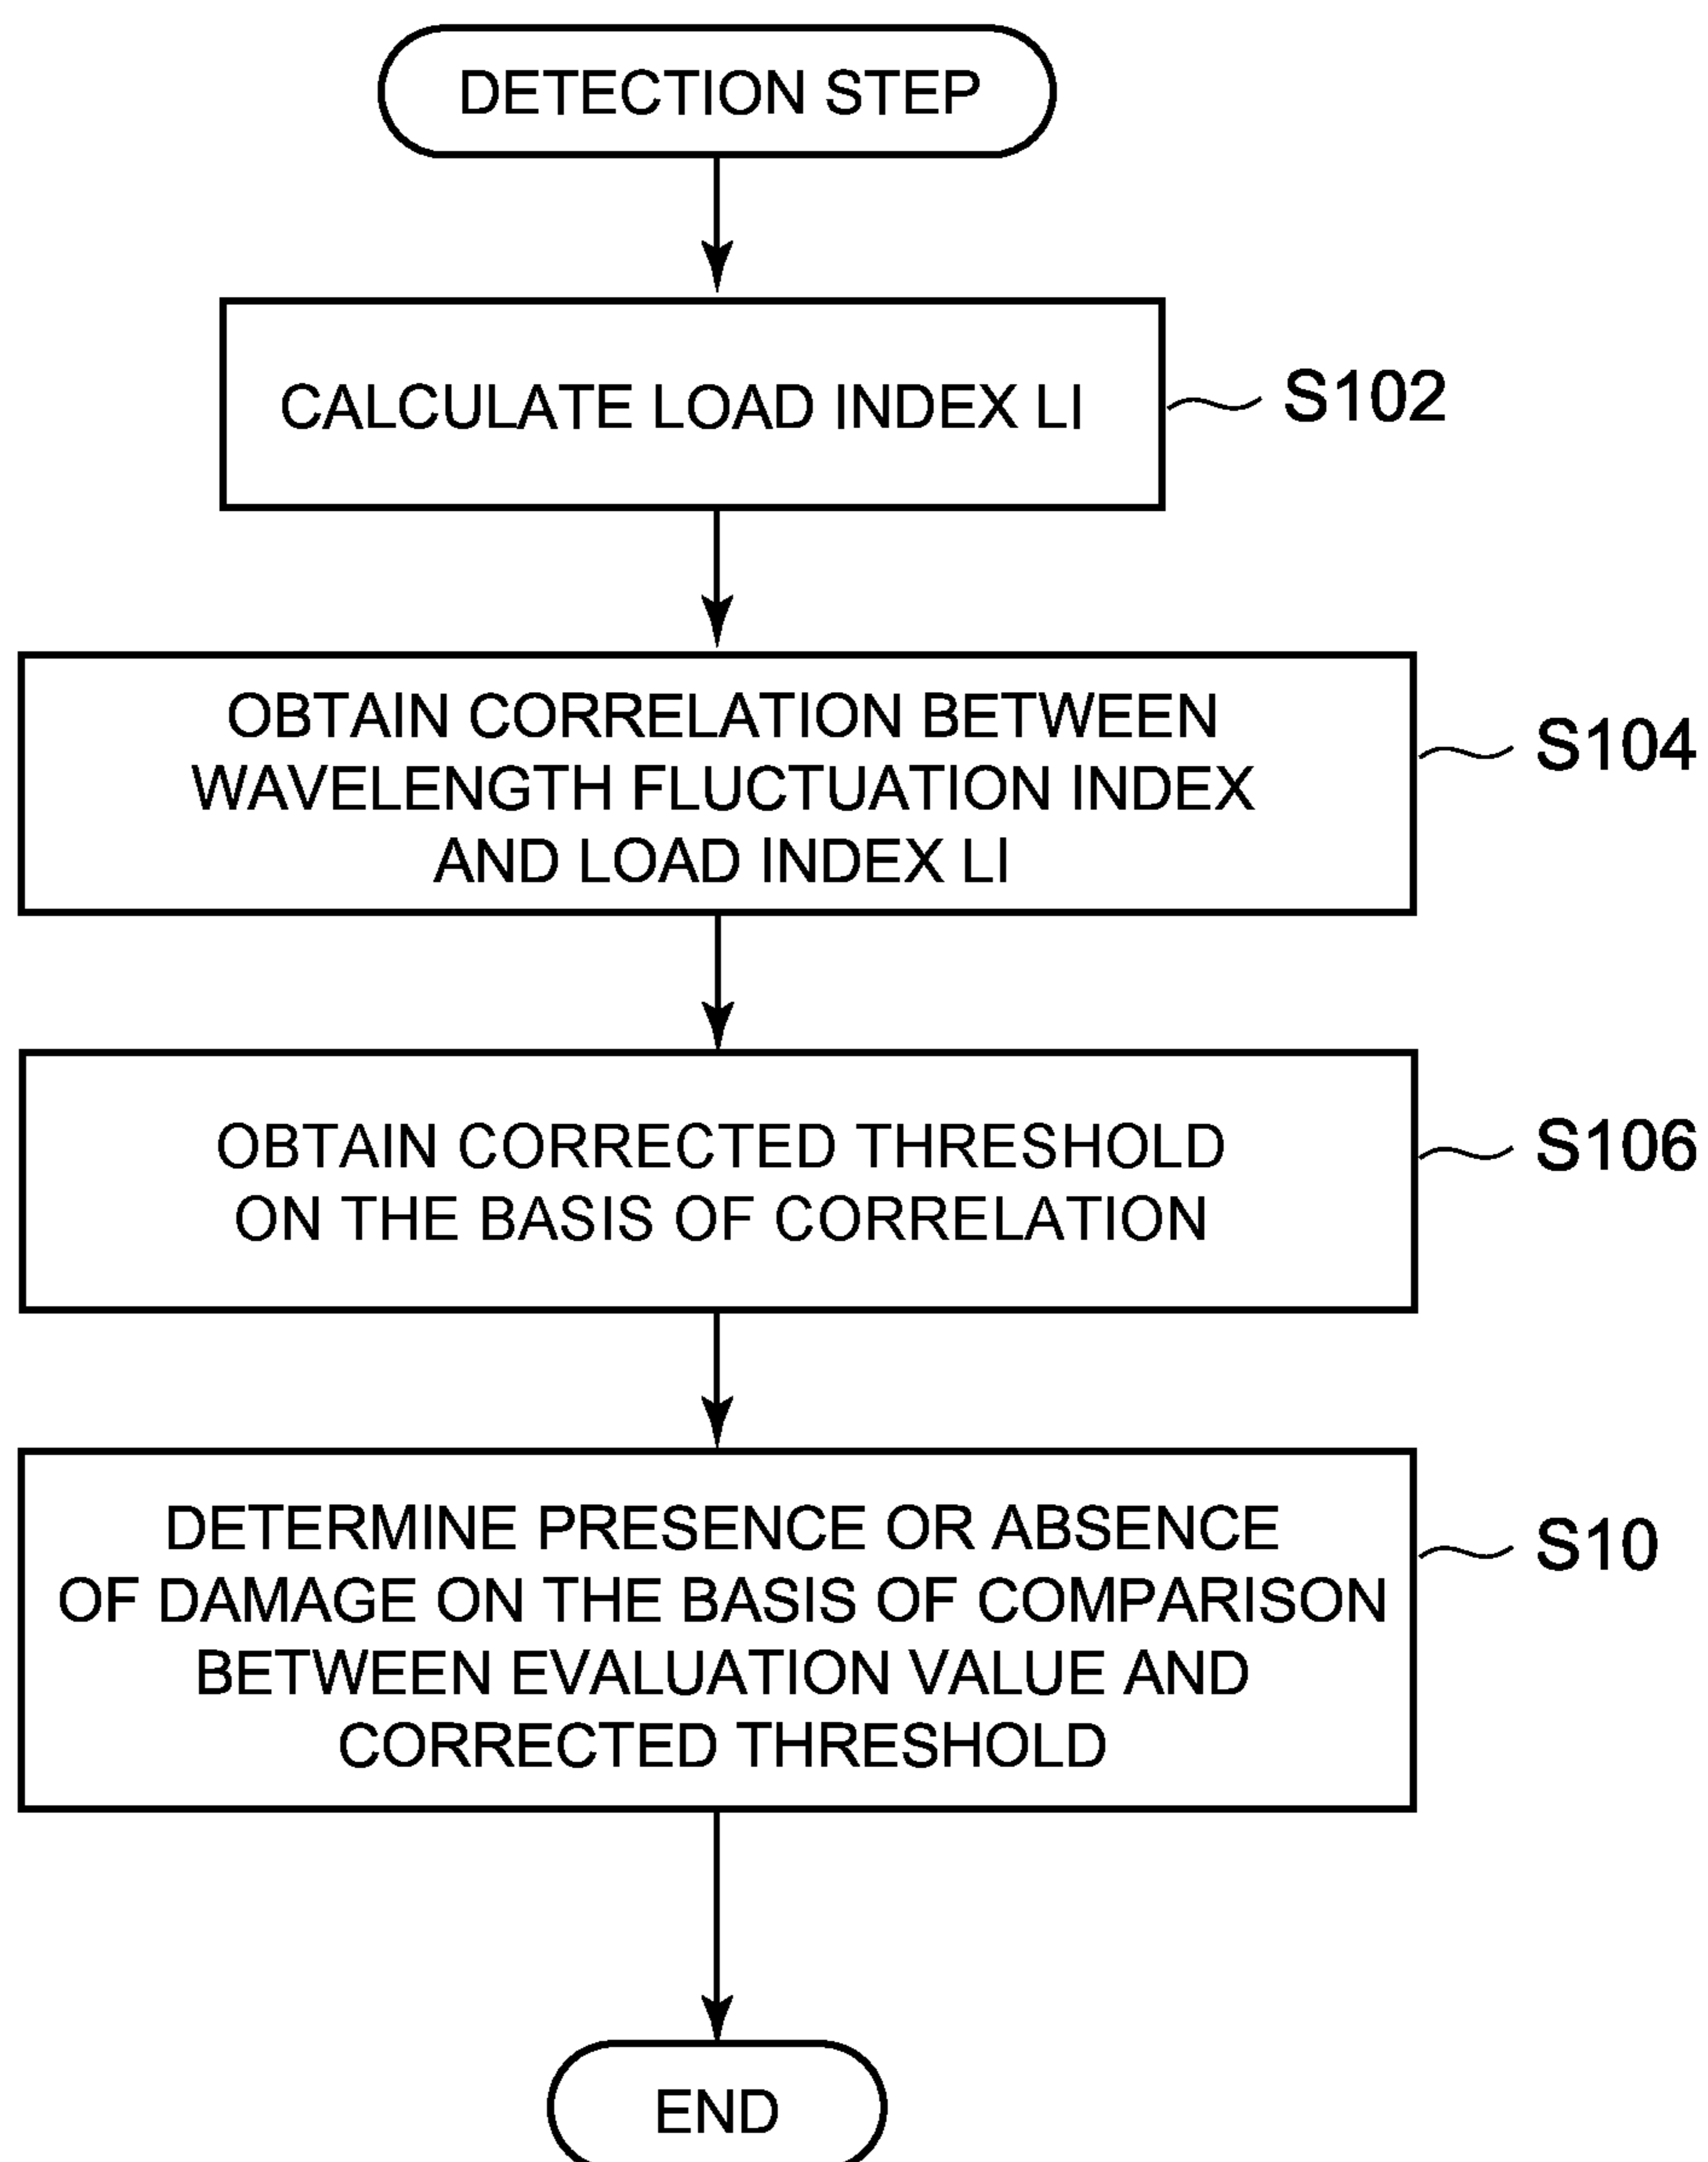 DETECTION STEP
CALCULATE LOAD INDEX LI
S102
OBTAIN CORRELATION BETWEEN
WAVELENGTH FLUCTUATION INDEX
AND LOAD INDEX LI
S104
OBTAIN CORRECTED THRESHOLD
ON THE BASIS OF CORRELATION
S106
DETERMINE PRESENCE OR ABSENCE
OF DAMAGE ON THE BASIS OF COMPARISON
BETWEEN EVALUATION VALUE AND
CORRECTED THRESHOLD
S10
END